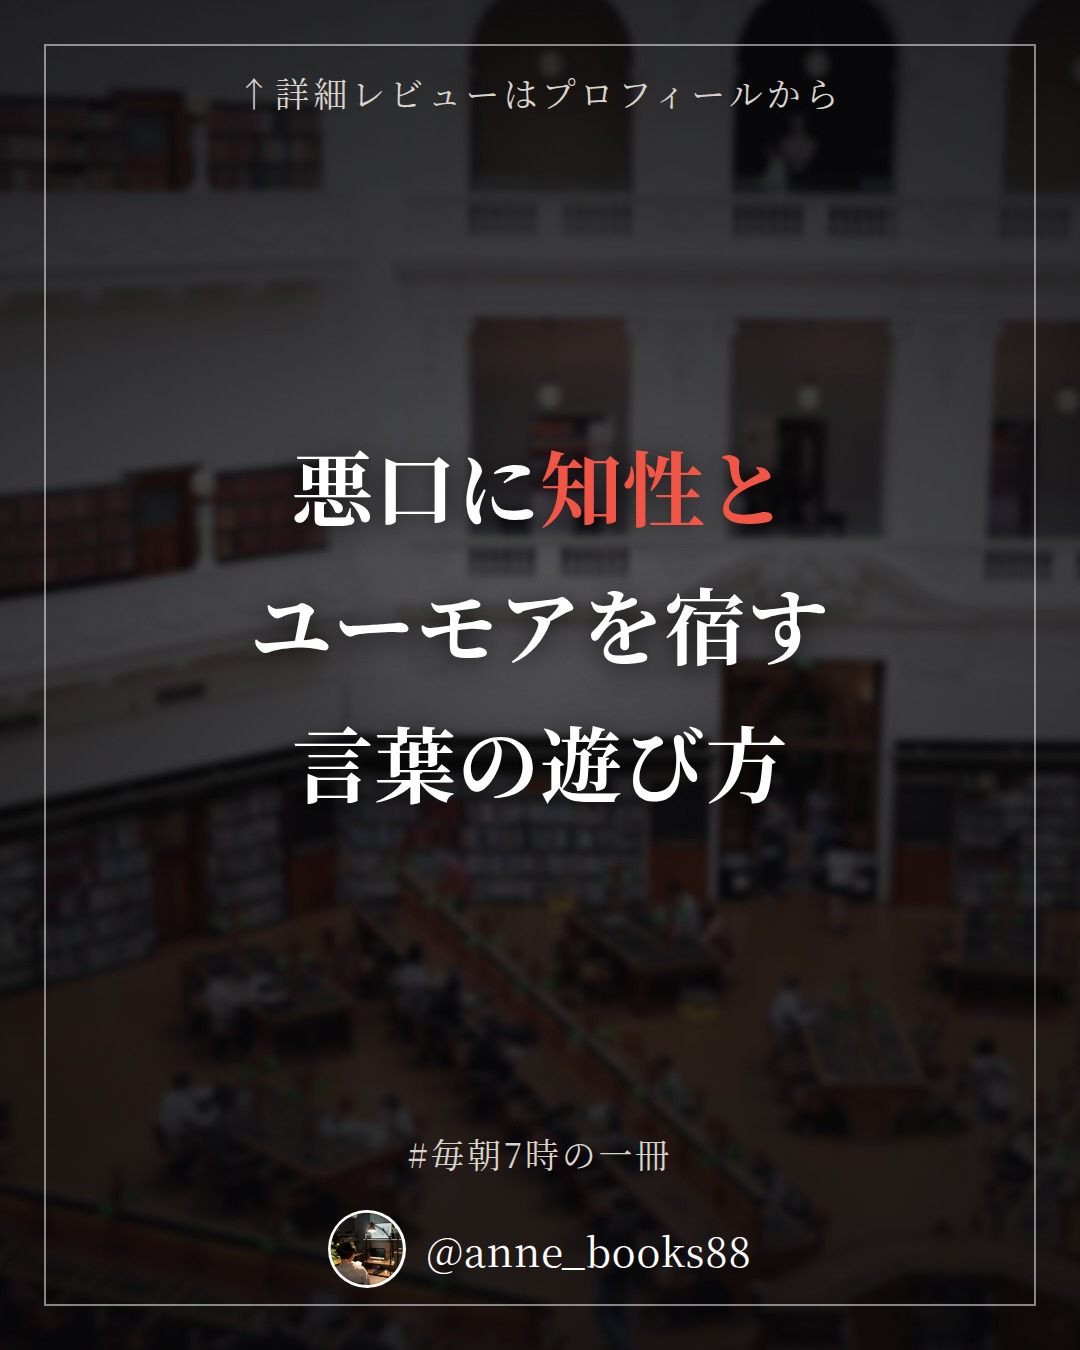 ↑詳細レビューはプロフィールから
悪口に知性と
ユーモアを宿す
言葉の遊び方
#毎朝7時の一冊
@anne_books88